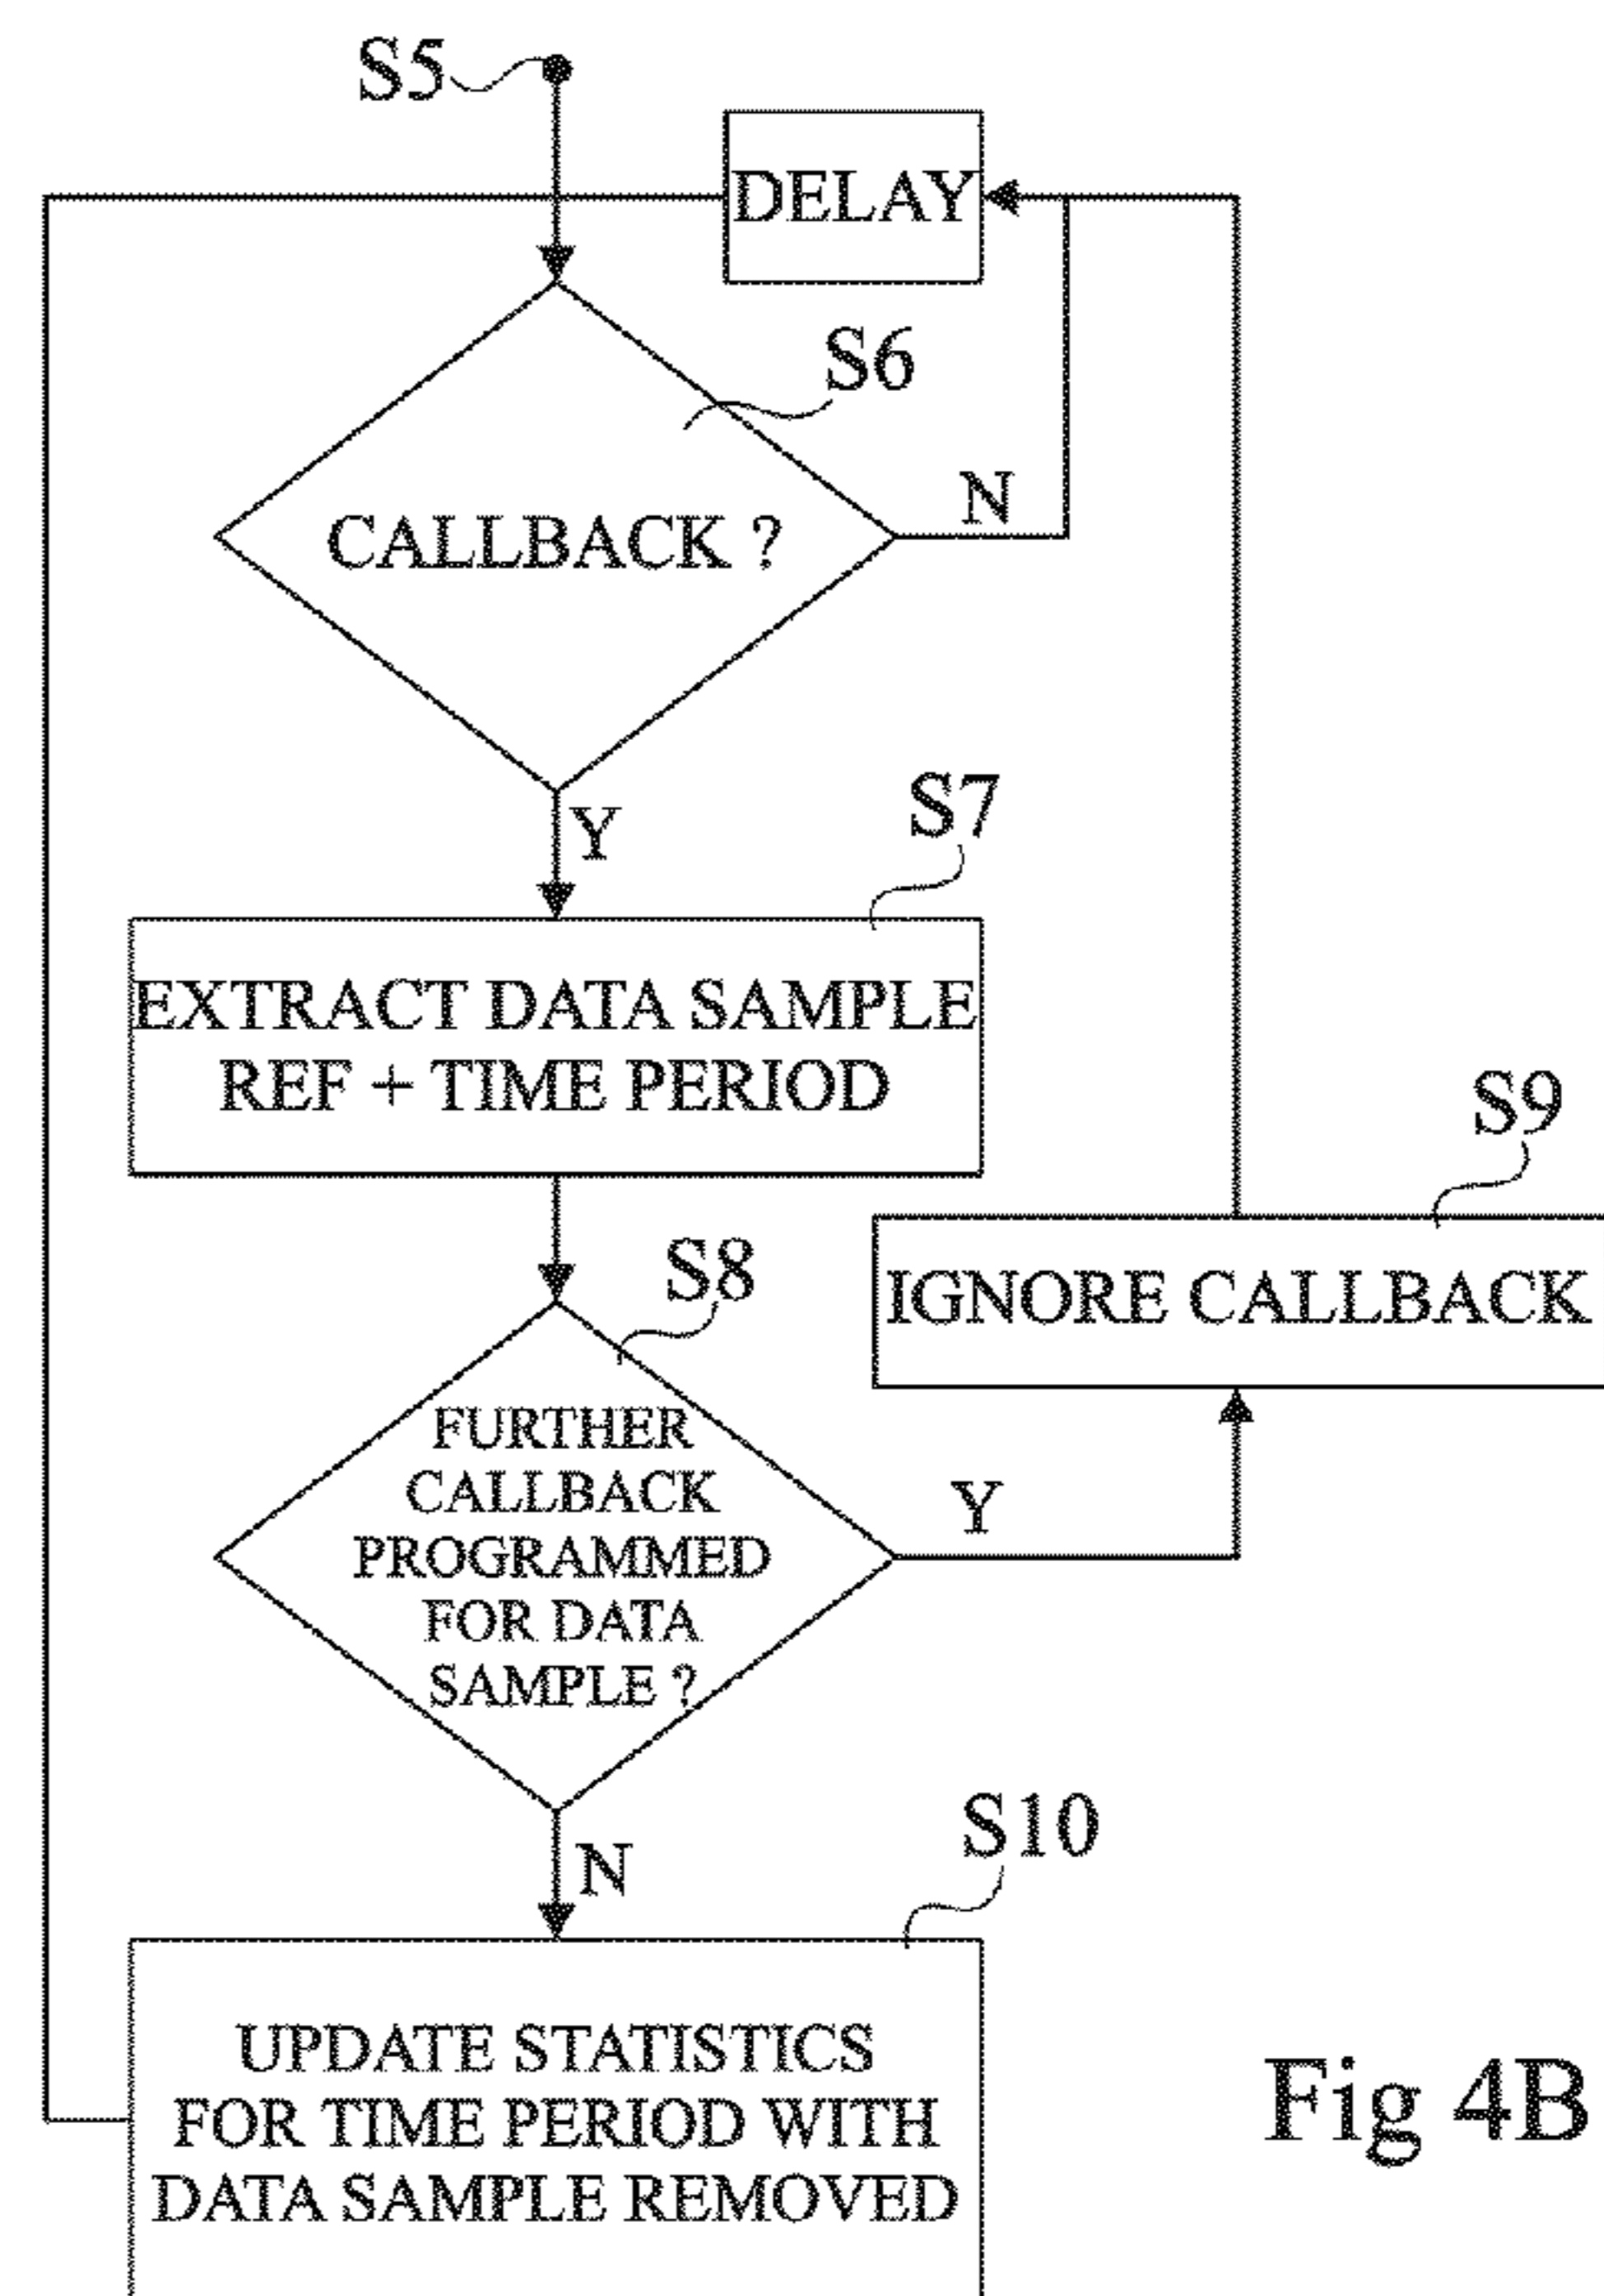 S5
DELAY
S6
CALLBACK ?
N
Y
S7
EXTRACT DATA SAMPLE
REF + TIME PERIOD
S9
IGNORE CALLBACK
S8
FURTHER
CALLBACK
PROGRAMMED
FOR DATA
SAMPLE ?
Y
N
S10
UPDATE STATISTICS
FOR TIME PERIOD WITH
DATA SAMPLE REMOVED
Fig 4B